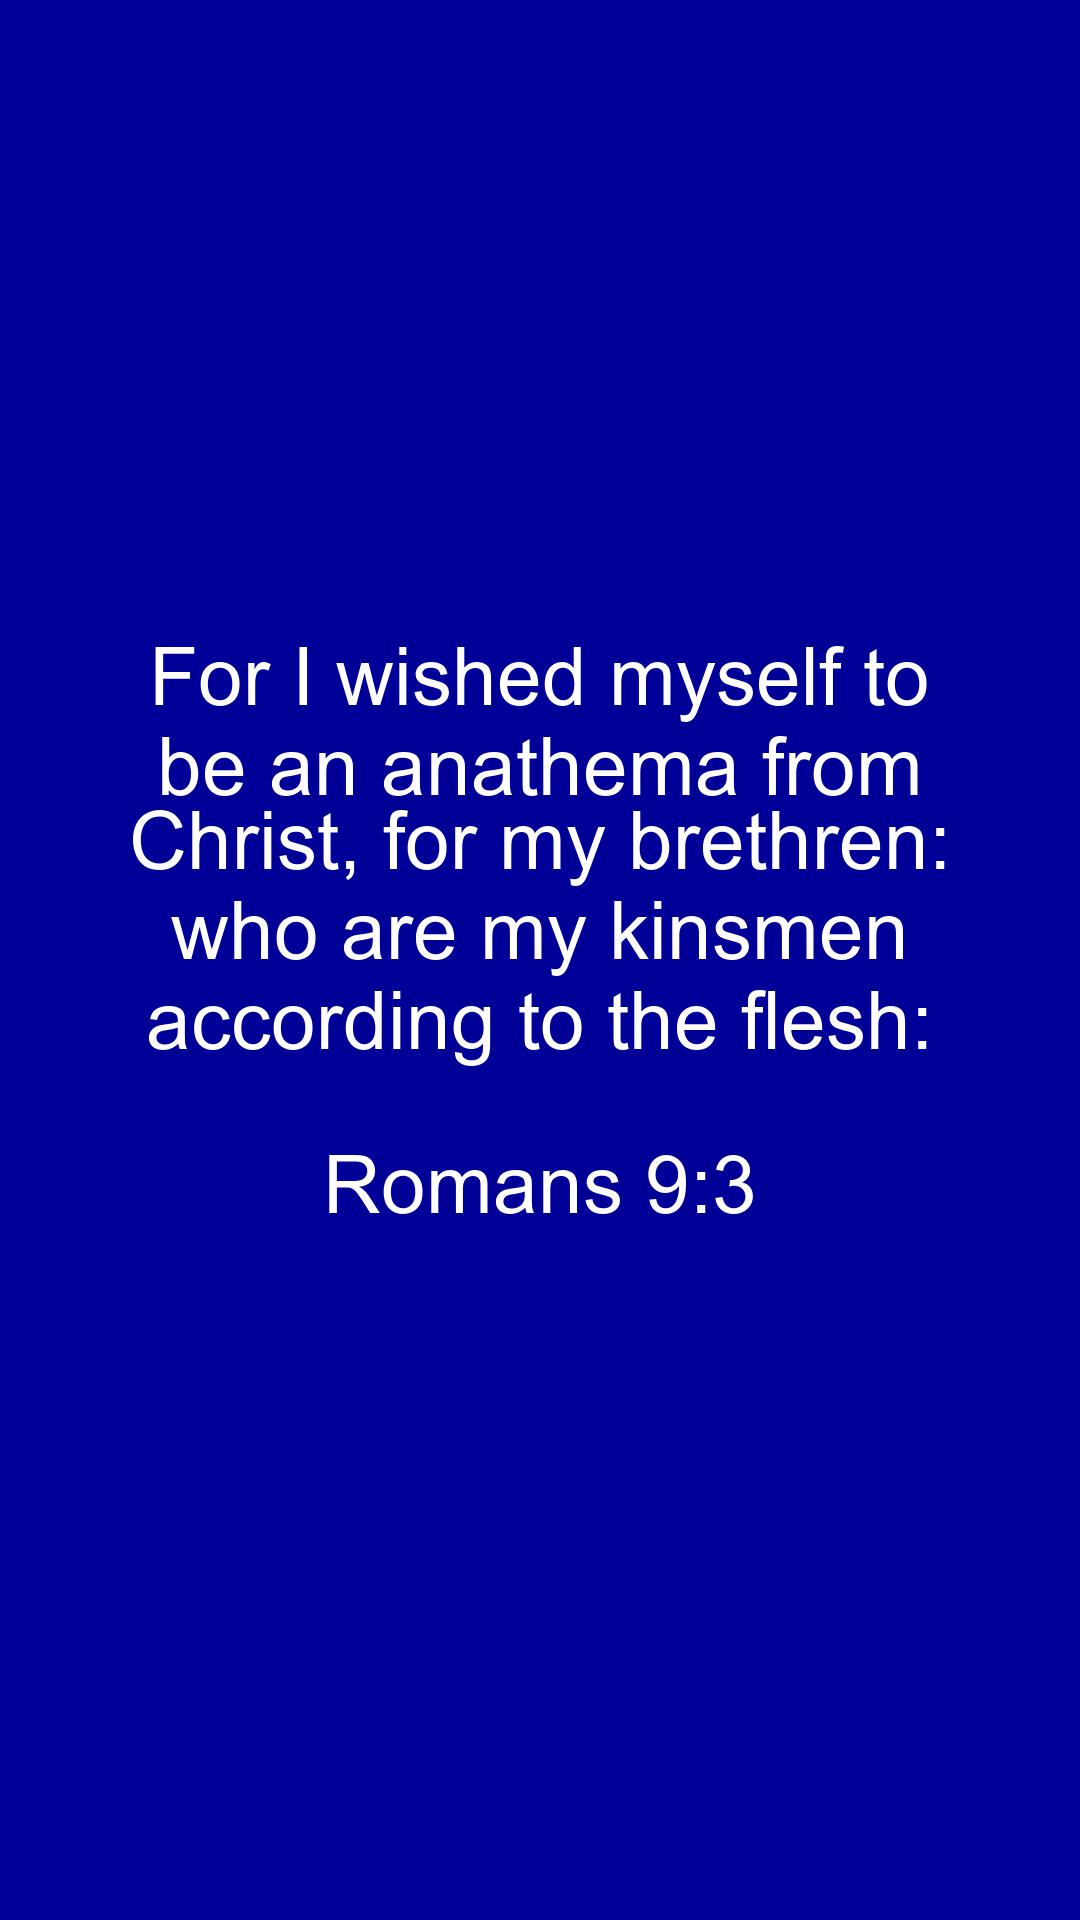 For I wished myself to
be an anathema from
Christ, for my brethren:
who are my kinsmen
according to the flesh:
Romans 9:3